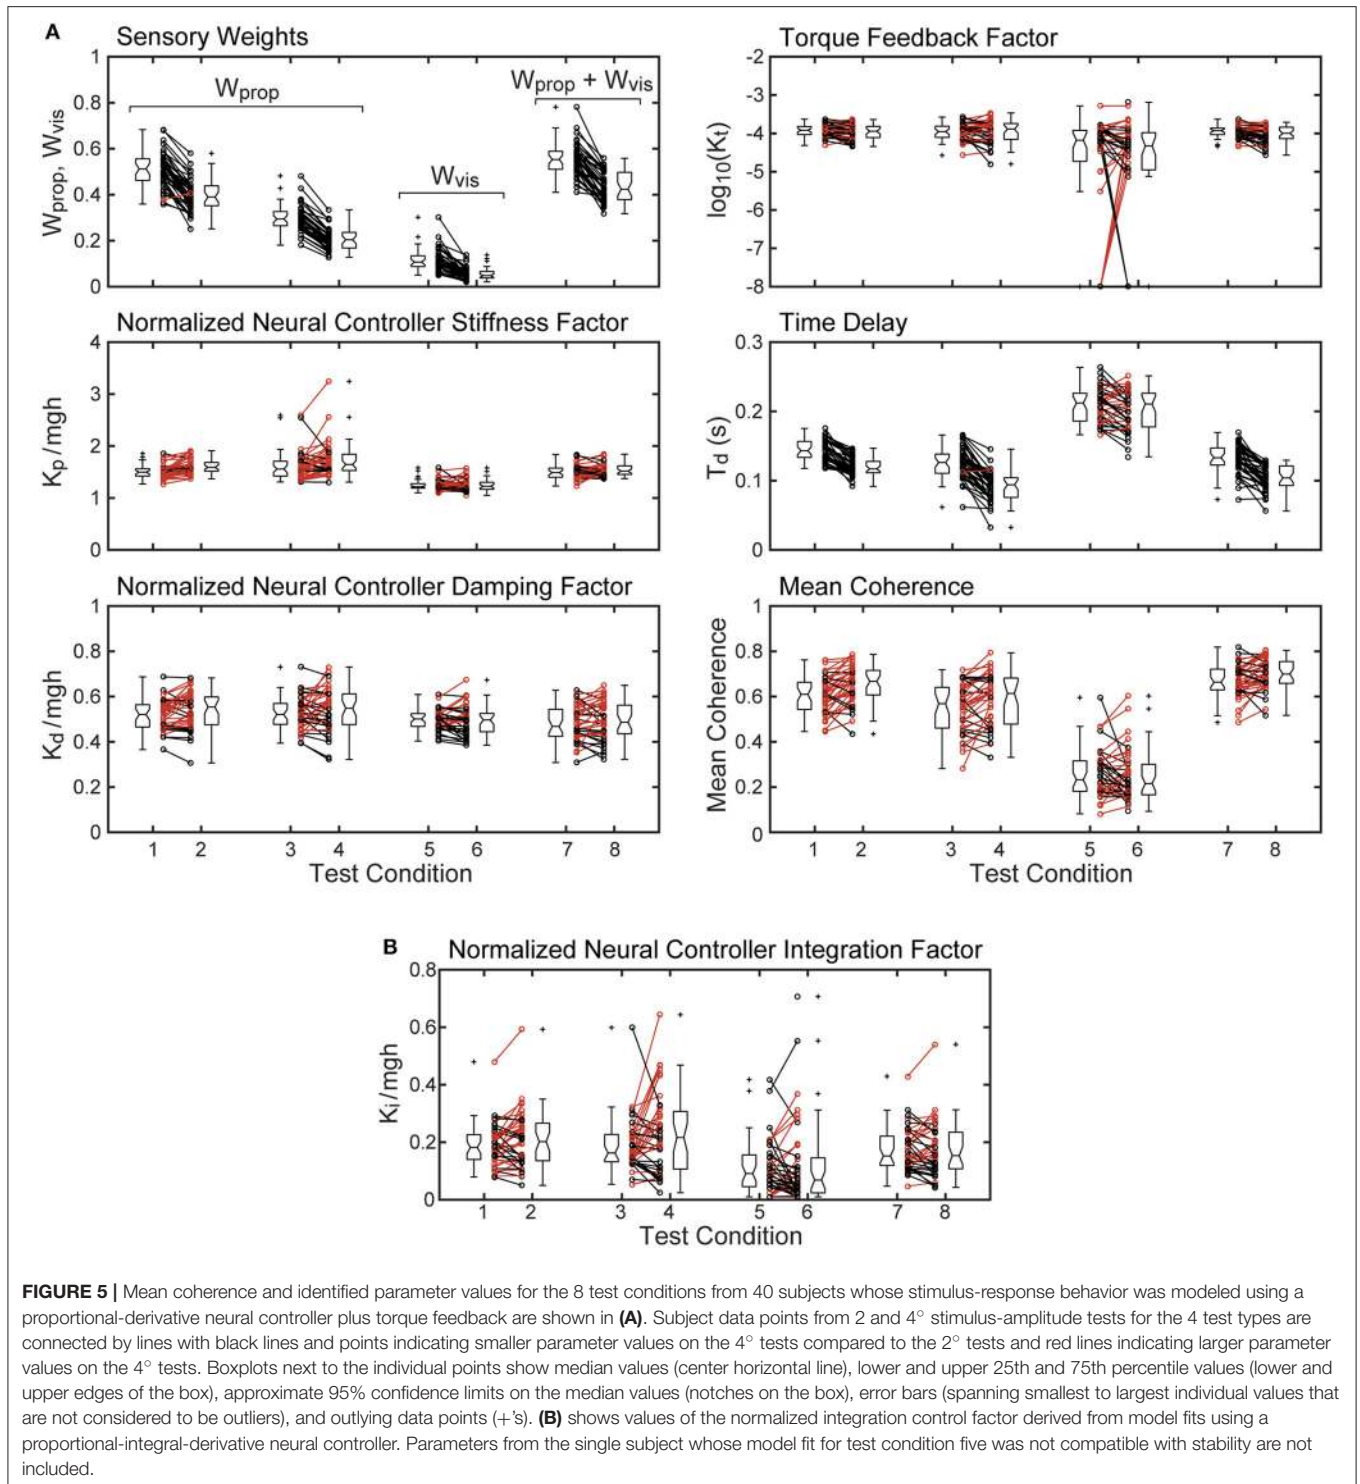 A Sensory Weights
1
0.8
0.6
0.4
0.2
0
Wprop, Wvis
Wprop
Wvis
Wprop + Wvis
Torque Feedback Factor
-2
-3
-4
-5
-6
-7
-8
log10(Kt)
Normalized Neural Controller Stiffness Factor
4
3
2
1
0
Kp/mgh
Time Delay
0.3
0.2
0.1
0
Td (s)
Normalized Neural Controller Damping Factor
1
0.8
0.6
0.4
0.2
0
Kd/mgh
1 2 3 4 5 6 7 8
Test Condition
Mean Coherence
1
0.8
0.6
0.4
0.2
0
Mean Coherence
1 2 3 4 5 6 7 8
Test Condition
B Normalized Neural Controller Integration Factor
0.8
0.6
0.4
0.2
0
Ki/mgh
1 2 3 4 5 6 7 8
Test Condition
FIGURE 5 | Mean coherence and identified parameter values for the 8 test conditions from 40 subjects whose stimulus-response behavior was modeled using a
proportional-derivative neural controller plus torque feedback are shown in (A). Subject data points from 2 and 4° stimulus-amplitude tests for the 4 test types are
connected by lines with black lines and points indicating smaller parameter values on the 4° tests compared to the 2° tests and red lines indicating larger parameter
values on the 4° tests. Boxplots next to the individual points show median values (center horizontal line), lower and upper 25th and 75th percentile values (lower and
upper edges of the box), approximate 95% confidence limits on the median values (notches on the box), error bars (spanning smallest to largest individual values that
are not considered to be outliers), and outlying data points (+'s). (B) shows values of the normalized integration control factor derived from model fits using a
proportional-integral-derivative neural controller. Parameters from the single subject whose model fit for test condition five was not compatible with stability are not
included.